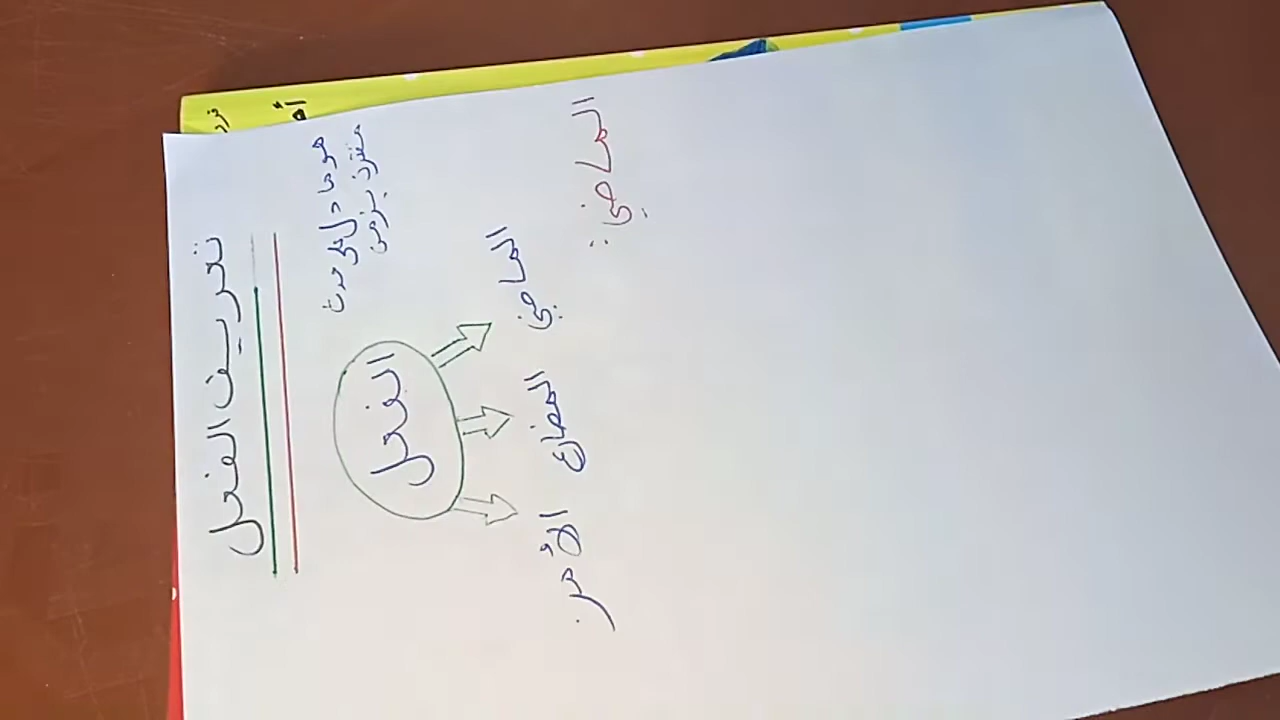 تعريف الفعل
هو ما دل على حدث
مقترن بزمن
الفعل
الماضي
المضارع
الأمر
الماضي: